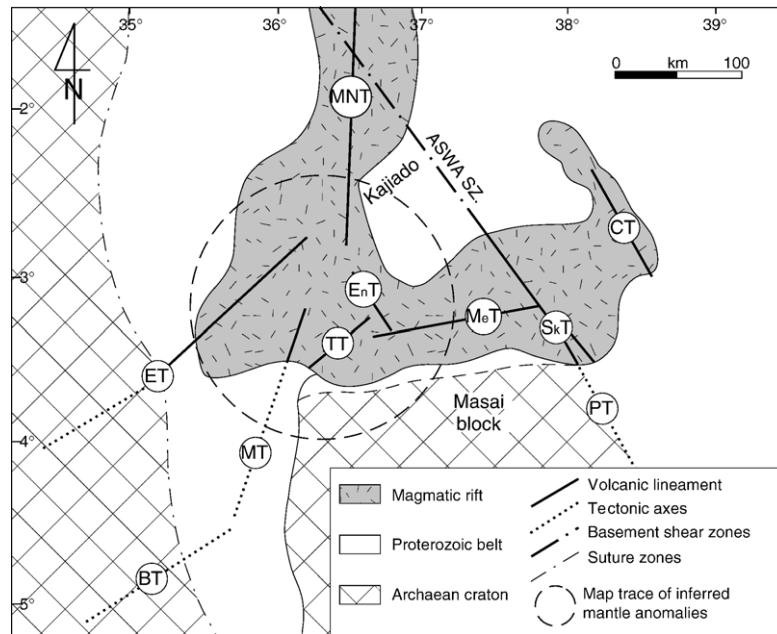 35° 36° 37° 38° 39°
0 km 100
N
2°
MNT
ASWA SZ.
Kajiado
CT
3°
EnT
MeT
SkT
TT
ET
PT
Masai
block
4°
MT
BT
5°
Magmatic rift
Proterozoic belt
Archaean craton
Volcanic lineament
Tectonic axes
Basement shear zones
Suture zones
Map trace of inferred
mantle anomalies